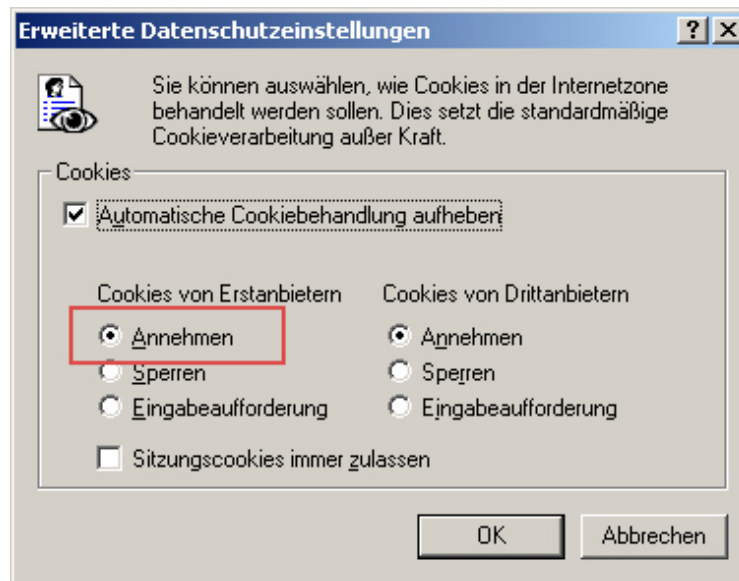 Erweiterte Datenschutzeinstellungen
Sie können auswählen, wie Cookies in der Internetzone
behandelt werden sollen. Dies setzt die standardmäßige
Cookieverarbeitung außer Kraft.
Cookies
Automatische Cookiebehandlung aufheben
Cookies von Erstanbietern Cookies von Drittanbietern
Annehmen Annehmen
Sperren Sperren
Eingabeaufforderung Eingabeaufforderung
Sitzungscookies immer zulassen
OK Abbrechen